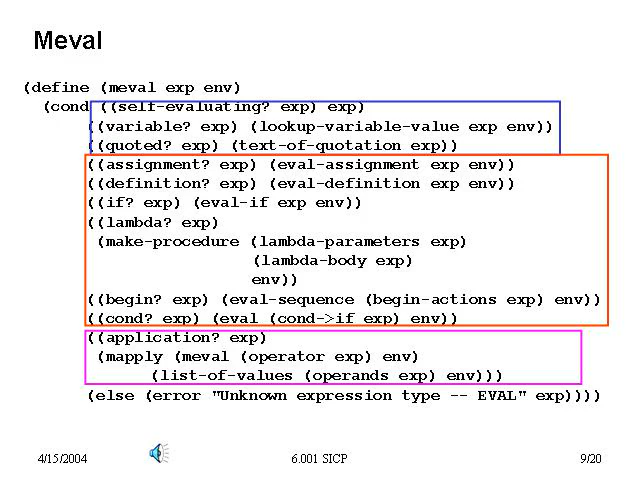 Meval
(define (meval exp env)
(cond ((self-evaluating? exp) exp)
((variable? exp) (lookup-variable-value exp env))
((quoted? exp) (text-of-quotation exp))
((assignment? exp) (eval-assignment exp env))
((definition? exp) (eval-definition exp env))
((if? exp) (eval-if exp env))
((lambda? exp)
(make-procedure (lambda-parameters exp)
(lambda-body exp)
env))
((begin? exp) (eval-sequence (begin-actions exp) env))
((cond? exp) (eval (cond->if exp) env))
((application? exp)
(mapply (meval (operator exp) env)
(list-of-values (operands exp) env)))
(else (error "Unknown expression type -- EVAL" exp))))
4/15/2004
6.001 SICP
9/20